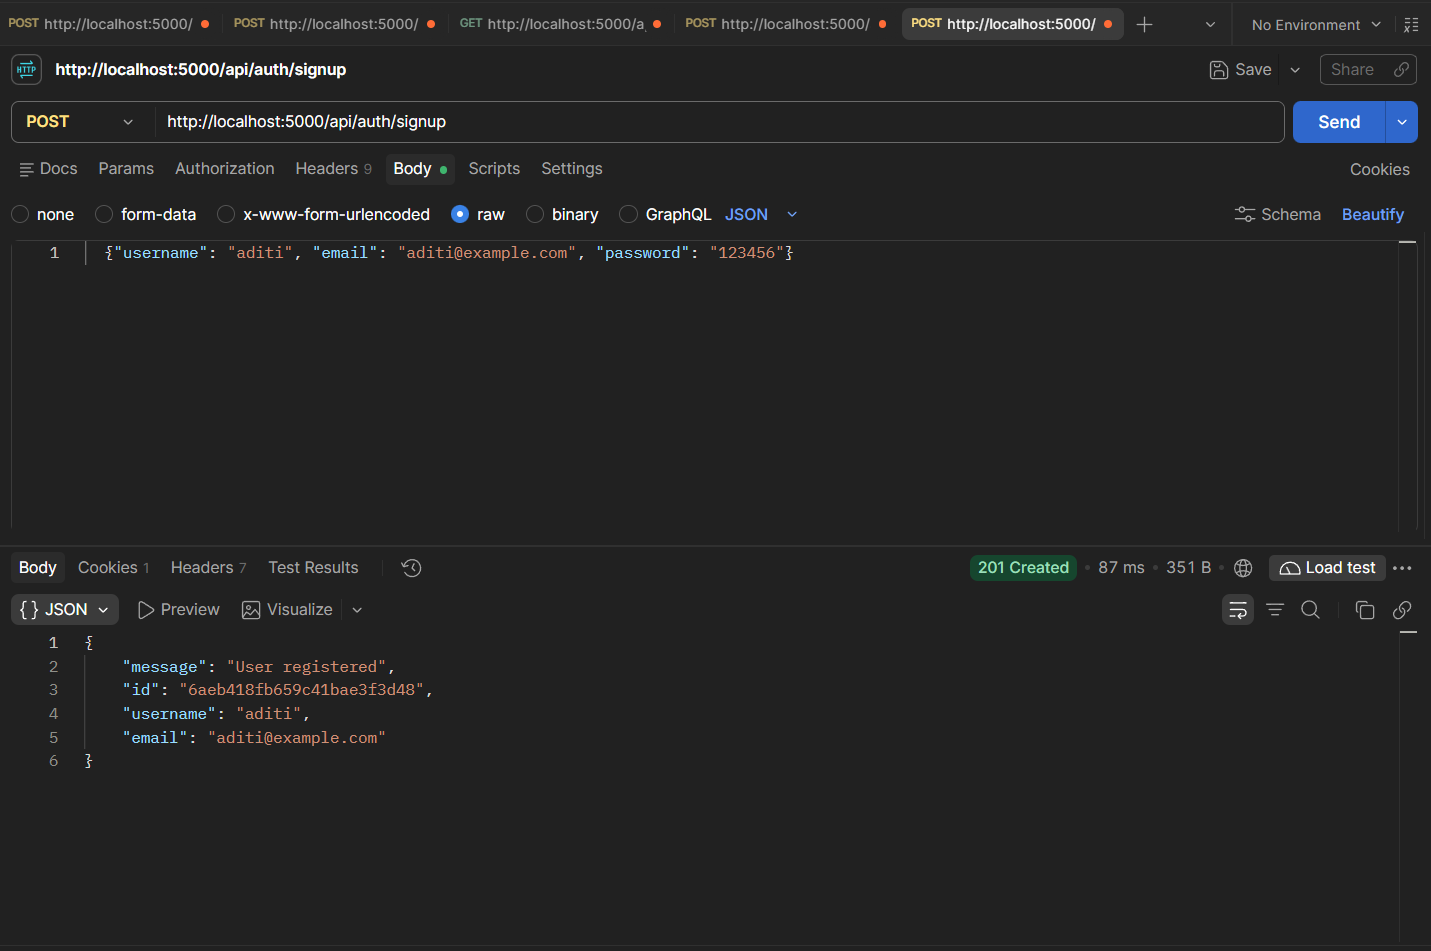 POST http://localhost:5000/ POST http://localhost:5000/ GET http://localhost:5000/a POST http://localhost:5000/ POST http://localhost:5000/ No Environment
HTTP http://localhost:5000/api/auth/signup Save Share
POST http://localhost:5000/api/auth/signup Send
Docs Params Authorization Headers 9 Body Scripts Settings Cookies
none form-data x-www-form-urlencoded raw binary GraphQL JSON Schema Beautify
1 {"username": "aditi", "email": "aditi@example.com", "password": "123456"}
Body Cookies 1 Headers 7 Test Results 201 Created 87 ms 351 B Load test
{} JSON Preview Visualize
1 {
2 "message": "User registered",
3 "id": "6aeb418fb659c41bae3f3d48",
4 "username": "aditi",
5 "email": "aditi@example.com"
6 }